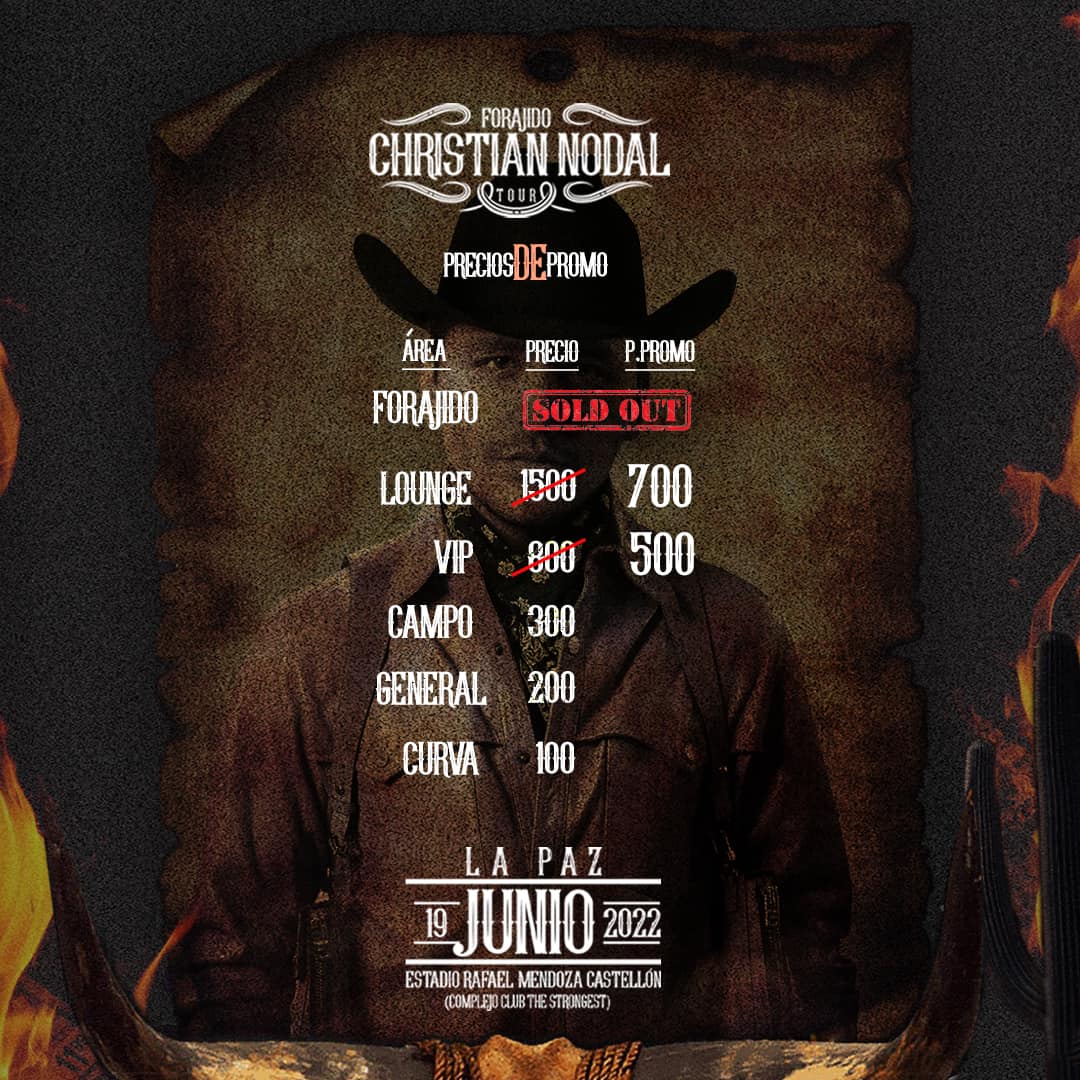 FORAJIDO
CHRISTIAN NODAL
TOUR
PRECIOS DE PROMO
ÁREA PRECIO P.PROMO
FORAJIDO SOLD OUT
LOUNGE 1500 700
VIP 800 500
CAMPO 300
GENERAL 200
CURVA 100
LA PAZ
19 JUNIO 2022
ESTADIO RAFAEL MENDOZA CASTELLÓN
(COMPLEJO CLUB THE STRONGEST)